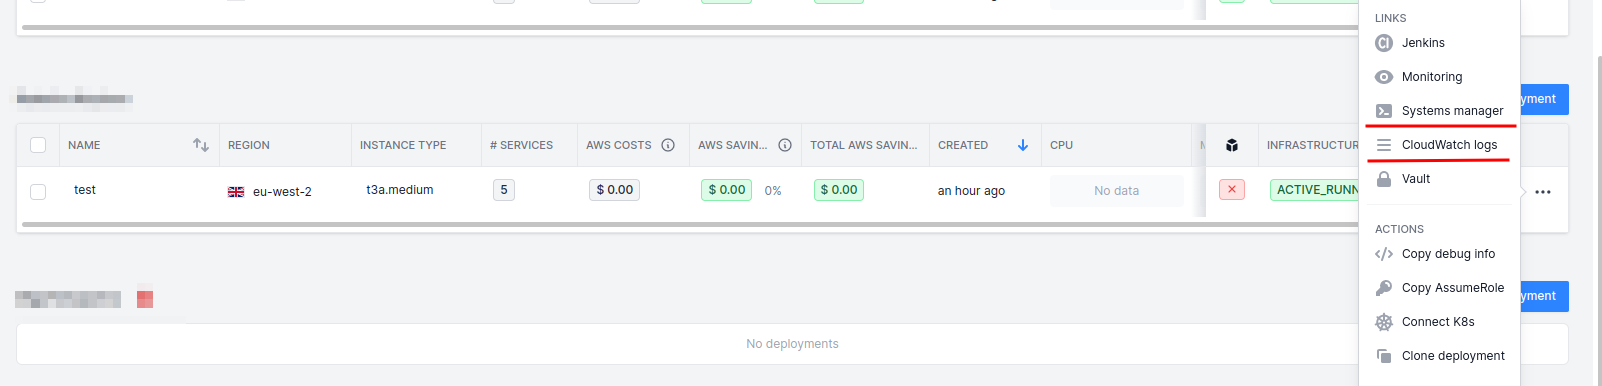 LINKS
Jenkins
Monitoring
Systems manager
CloudWatch logs
Vault
ACTIONS
Copy debug info
Copy AssumeRole
Connect K8s
Clone deployment
yment
NAME REGION INSTANCE TYPE # SERVICES AWS COSTS AWS SAVIN... TOTAL AWS SAVIN... CREATED CPU INFRASTRUCTUR
test eu-west-2 t3a.medium 5 $ 0.00 $ 0.00 0% $ 0.00 an hour ago No data ACTIVE_RUNN
yment
No deployments